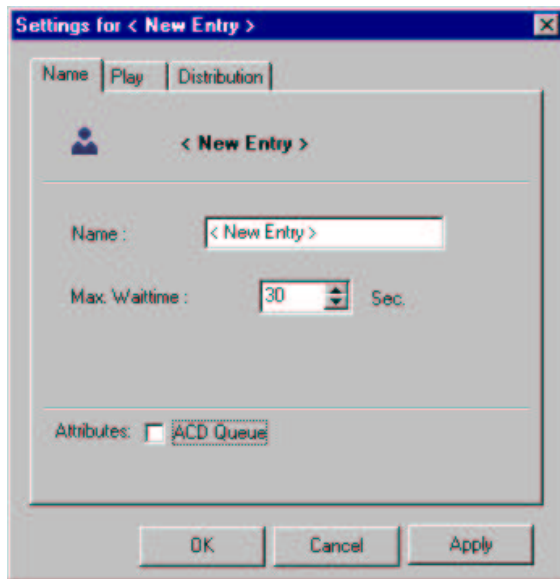 Settings for < New Entry >
Name Play Distribution
< New Entry >
Name : < New Entry >
Max. Waittime : 30 Sec.
Attributes: ACD Queue
OK Cancel Apply